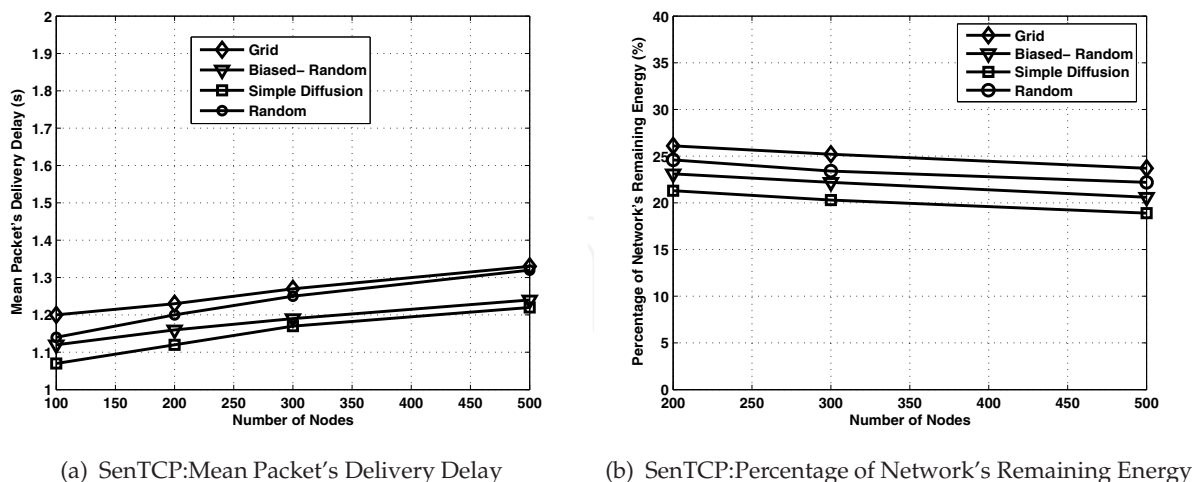 2
1.9
1.8
1.7
1.6
1.5
1.4
1.3
1.2
1.1
1
Mean Packet's Delivery Delay (s)
Grid
Biased− Random
Simple Diffusion
Random
100 150 200 250 300 350 400 450 500
Number of Nodes
(a) SenTCP:Mean Packet's Delivery Delay
40
35
30
25
20
15
10
5
0
Percentage of Network's Remaining Energy (%)
Grid
Biased− Random
Simple Diffusion
Random
200 250 300 350 400 450 500
Number of Nodes
(b) SenTCP:Percentage of Network's Remaining Energy